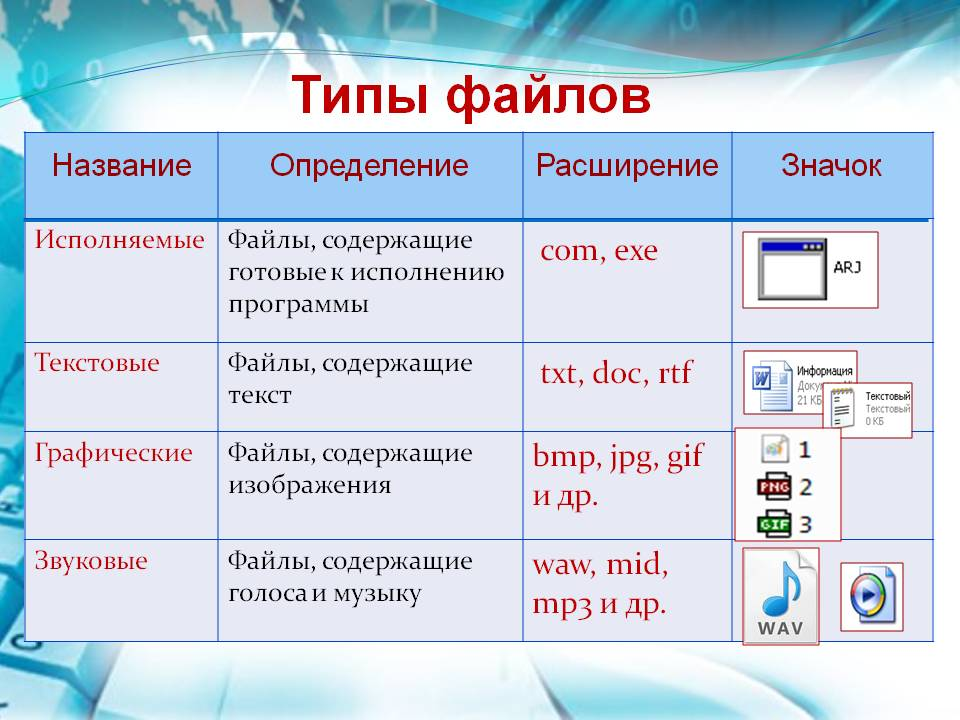 Типы файлов
Название
Определение
Расширение
Значок
Исполняемые
Файлы, содержащие
готовые к исполнению
программы
com, exe
ARJ
Текстовые
Файлы, содержащие
текст
txt, doc, rtf
Информация
21 КБ
Текстовый
Текстовый
0 КБ
Графические
Файлы, содержащие
изображения
bmp, jpg, gif
и др.
1
PNG 2
GIF 3
Звуковые
Файлы, содержащие
голоса и музыку
waw, mid,
mp3 и др.
WAV